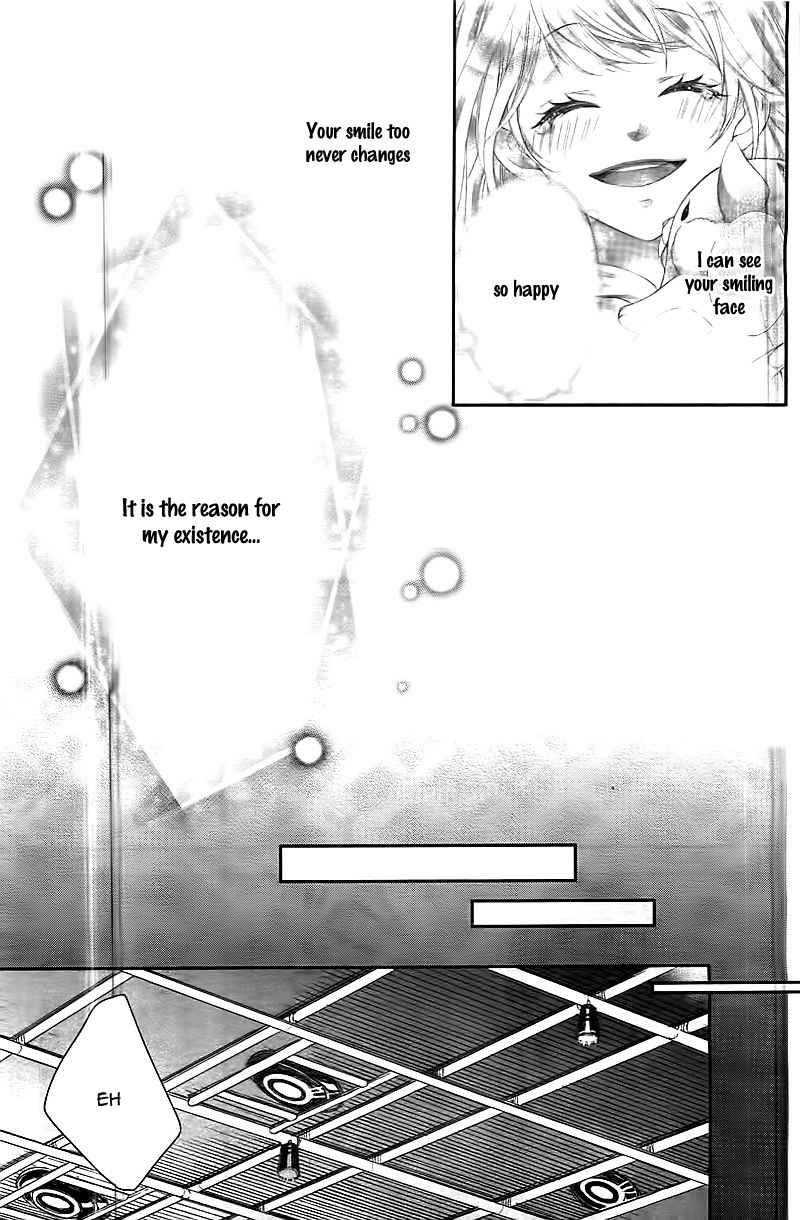 I can see
your smiling
face
so happy
Your smile too
never changes
It is the reason for
my existence...
EH